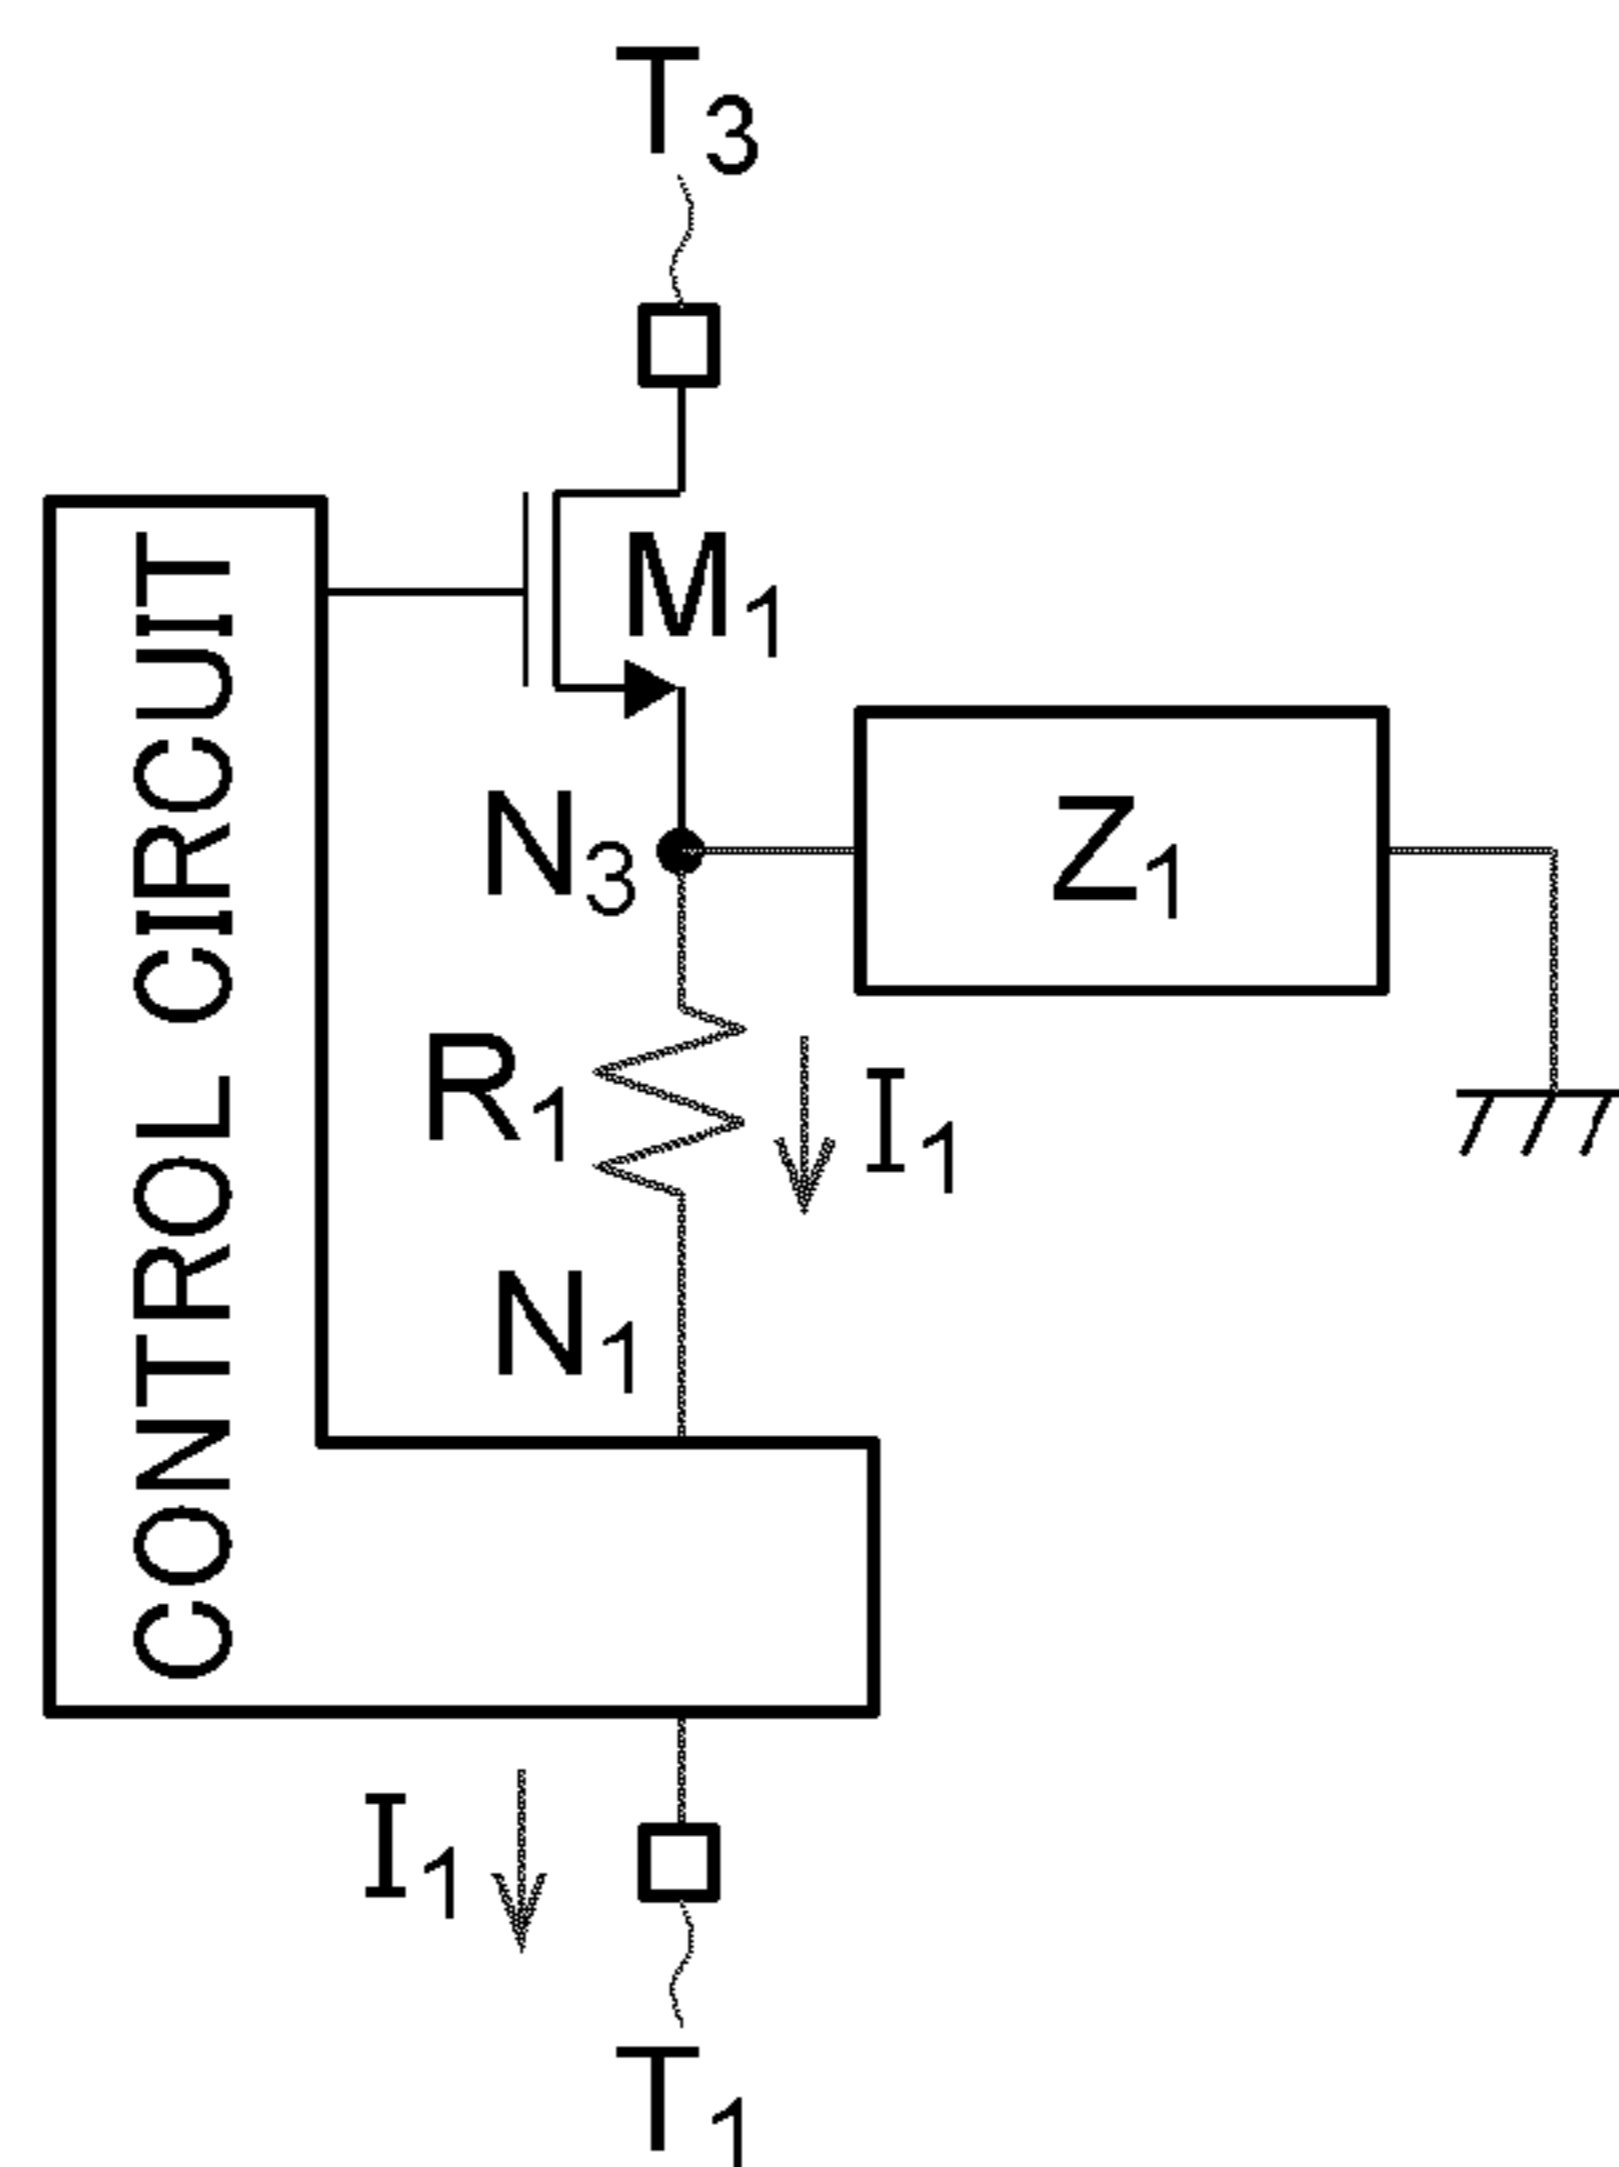 T3
CONTROL CIRCUIT
M1
N3
Z1
R1
I1
N1
I1
T1